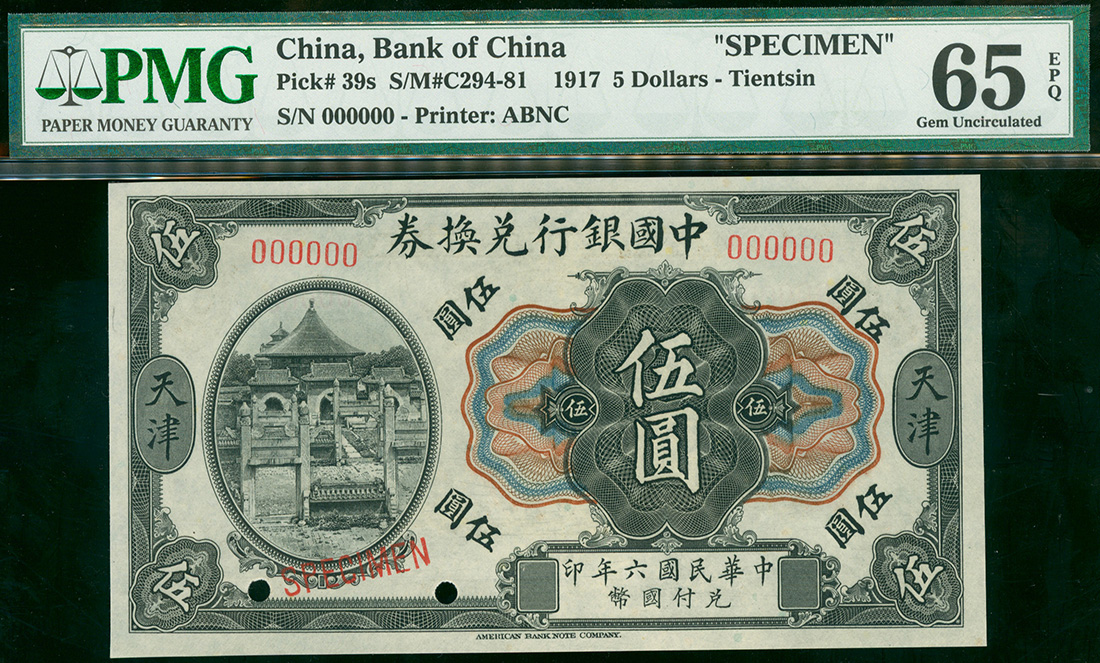 PMG
PAPER MONEY GUARANTY
China, Bank of China
"SPECIMEN"
Pick# 39s S/M#C294-81 1917 5 Dollars - Tientsin
S/N 000000 - Printer: ABNC
65
EPQ
Gem Uncirculated
伍
伍
券換兌行銀國中
000000
000000
伍圓
伍圓
天津
伍圓
伍
伍
天津
伍圓
伍圓
SPECIMEN
印年六國民華中
幣國付兌
伍
伍
AMERICAN BANK NOTE COMPANY.